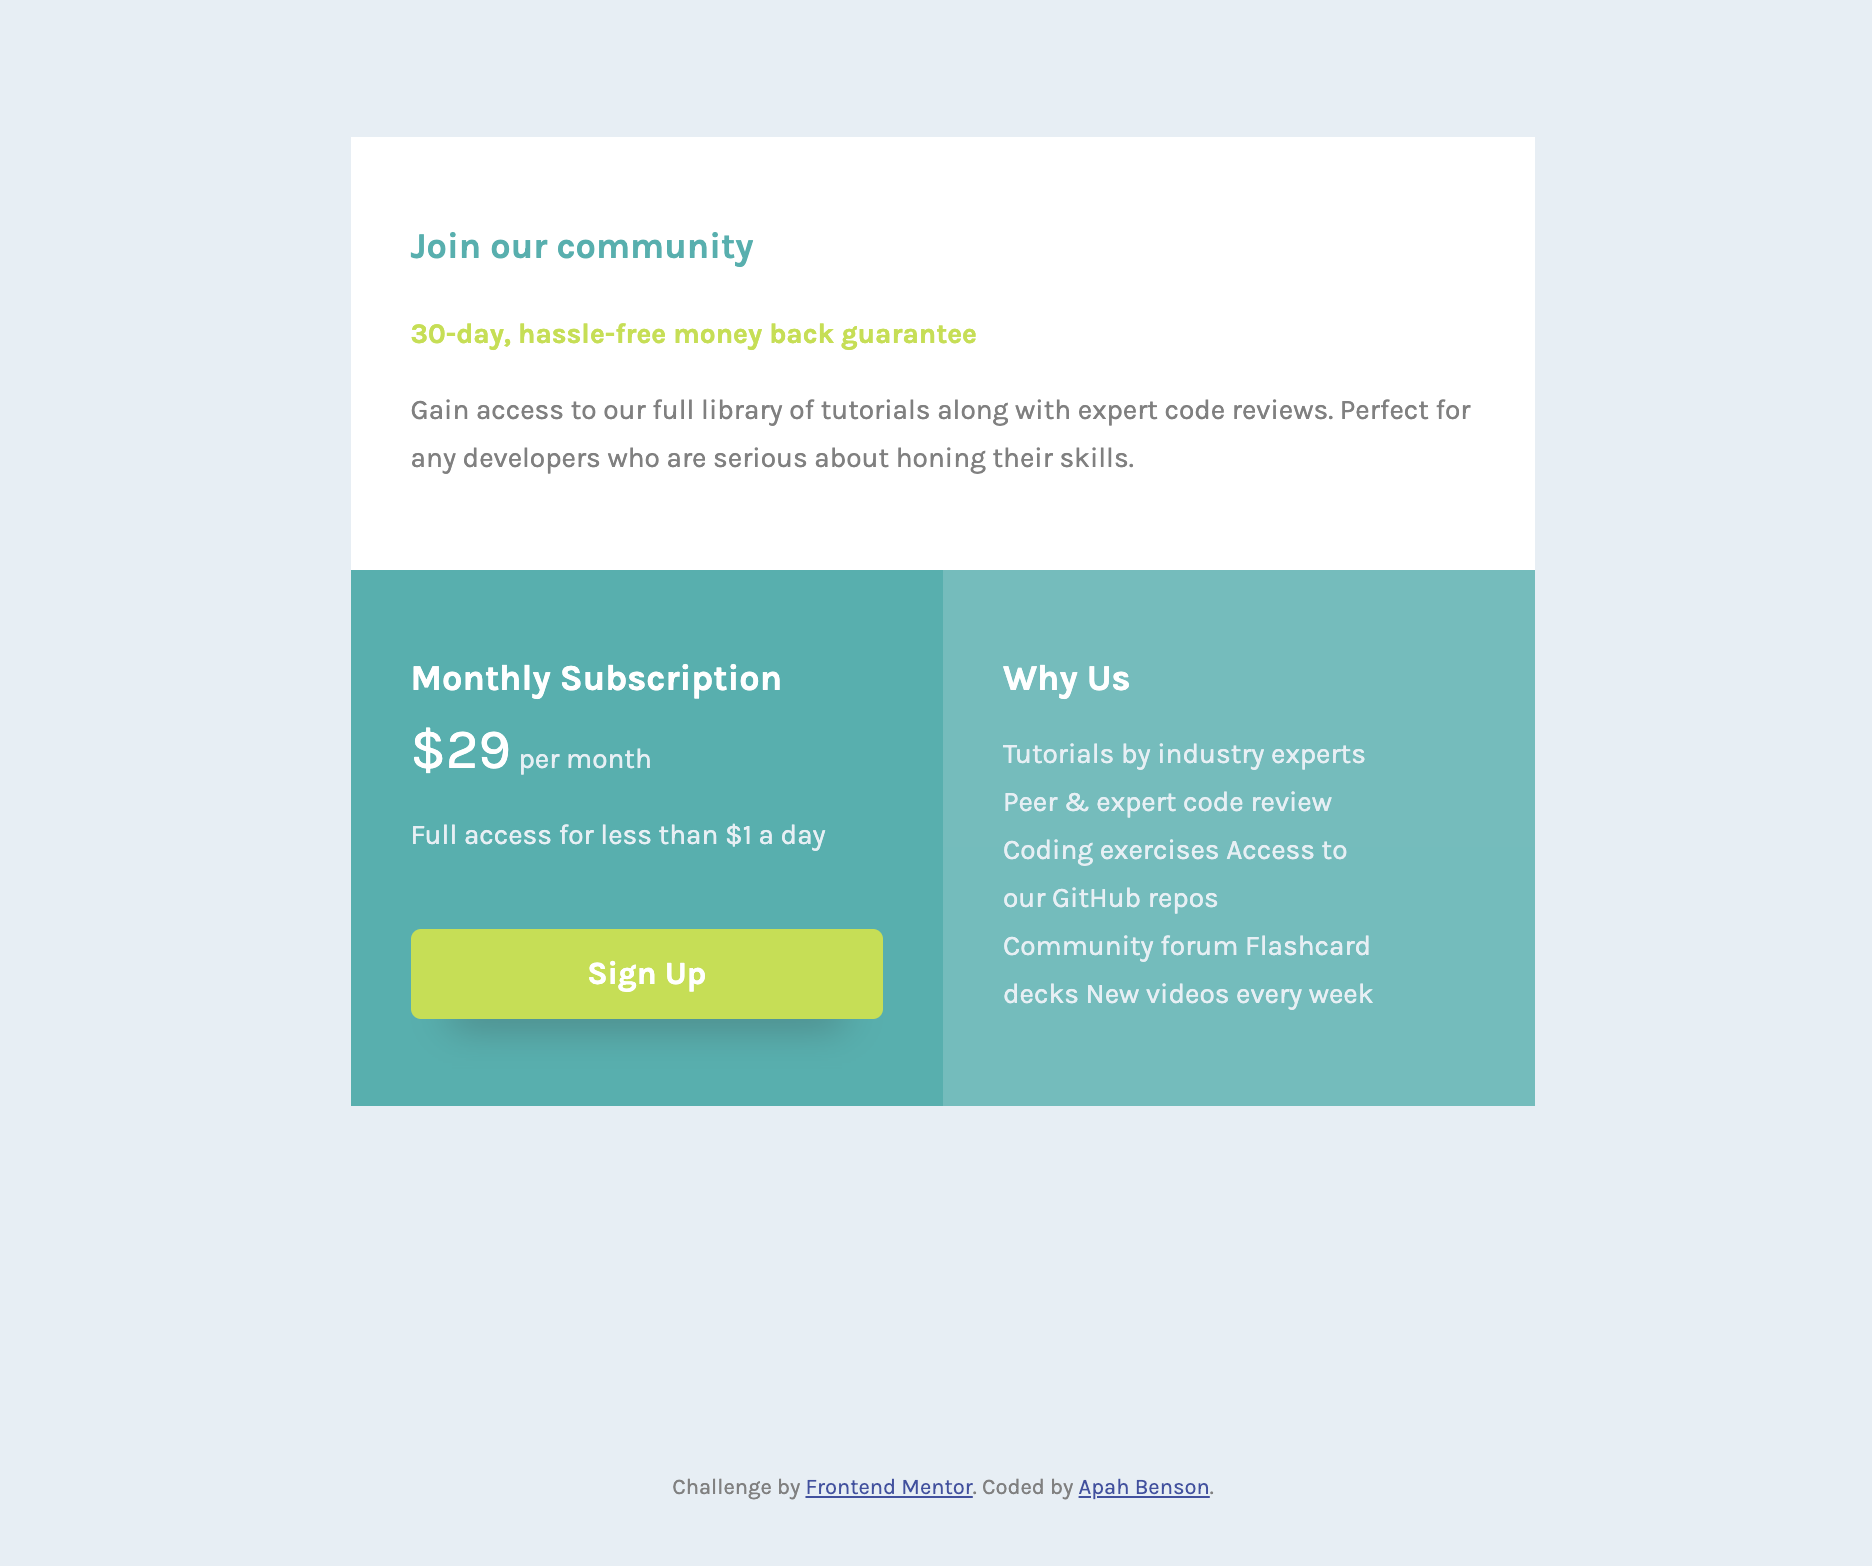 Join our community
30-day, hassle-free money back guarantee
Gain access to our full library of tutorials along with expert code reviews. Perfect for
any developers who are serious about honing their skills.
Monthly Subscription
$29 per month
Full access for less than $1 a day
Sign Up
Why Us
Tutorials by industry experts
Peer & expert code review
Coding exercises Access to
our GitHub repos
Community forum Flashcard
decks New videos every week
Challenge by Frontend Mentor. Coded by Apah Benson.